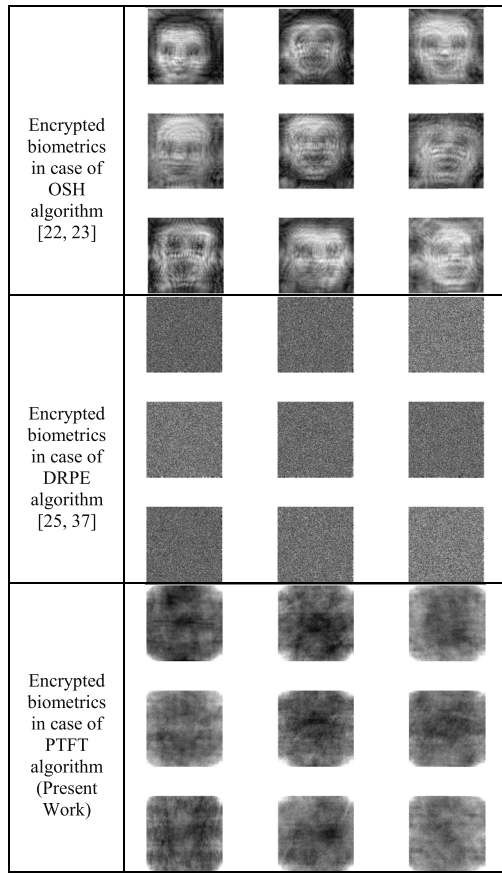 Encrypted
biometrics
in case of
OSH
algorithm
[22, 23]
Encrypted
biometrics
in case of
DRPE
algorithm
[25, 37]
Encrypted
biometrics
in case of
PTFT
algorithm
(Present
Work)